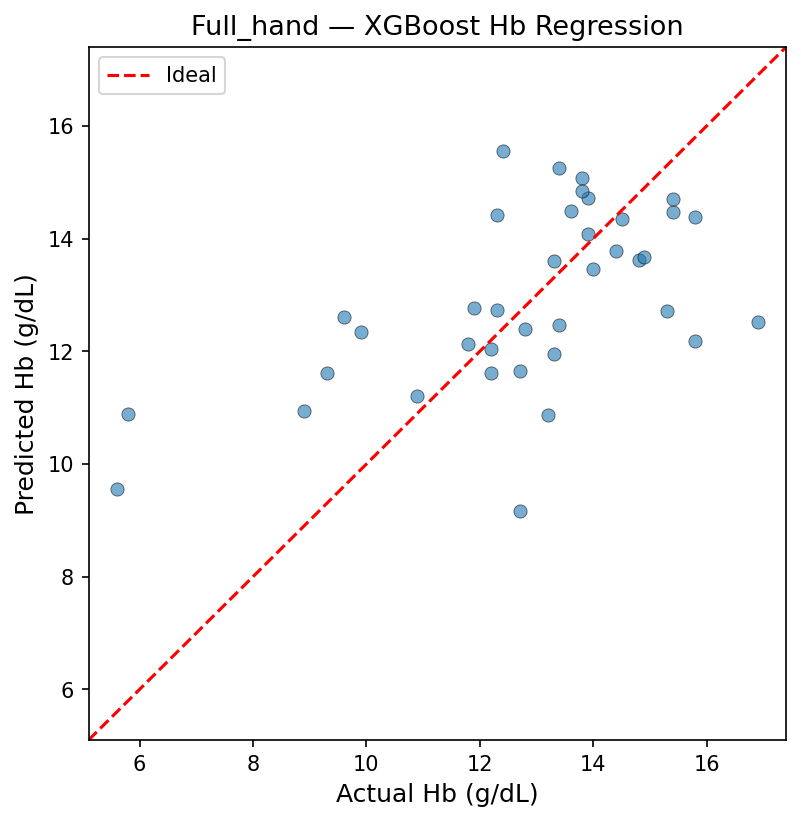 Full_hand — XGBoost Hb Regression
Ideal
Predicted Hb (g/dL)
16
14
12
10
8
6
6 8 10 12 14 16
Actual Hb (g/dL)